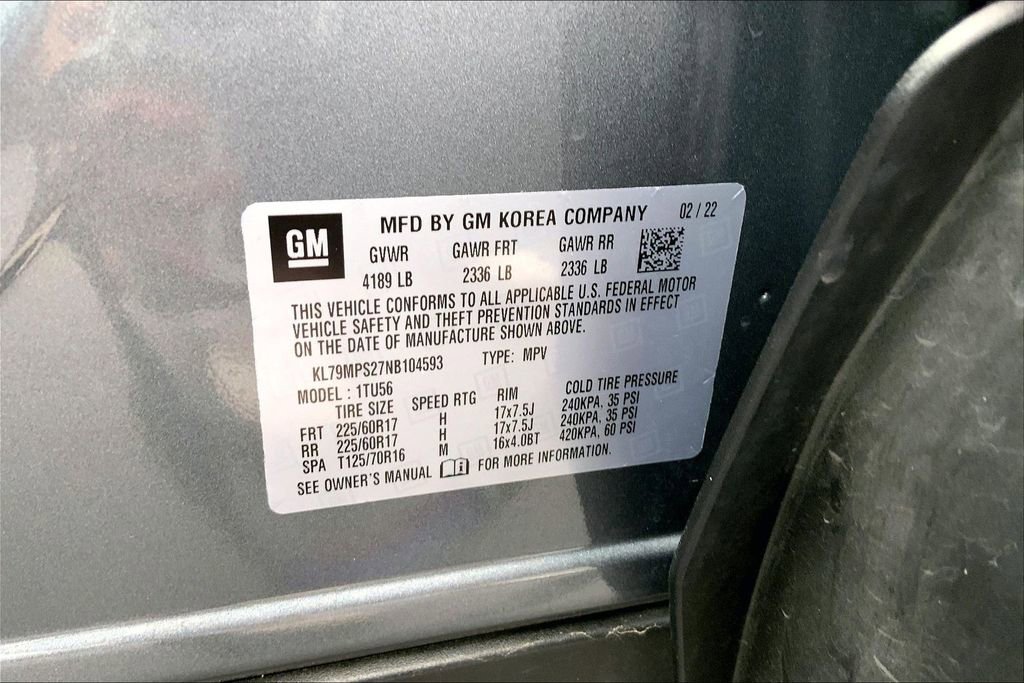 GM
MFD BY GM KOREA COMPANY 02 / 22
GVWR GAWR FRT GAWR RR
4189 LB 2336 LB 2336 LB
THIS VEHICLE CONFORMS TO ALL APPLICABLE U.S. FEDERAL MOTOR
VEHICLE SAFETY AND THEFT PREVENTION STANDARDS IN EFFECT
ON THE DATE OF MANUFACTURE SHOWN ABOVE.
KL79MPS27NB104593 TYPE: MPV
MODEL : 1TU56
TIRE SIZE SPEED RTG RIM COLD TIRE PRESSURE
FRT 225/60R17 H 17x7.5J 240KPA, 35 PSI
RR 225/60R17 H 17x7.5J 240KPA, 35 PSI
SPA T125/70R16 M 16x4.0BT 420KPA, 60 PSI
SEE OWNER'S MANUAL FOR MORE INFORMATION.